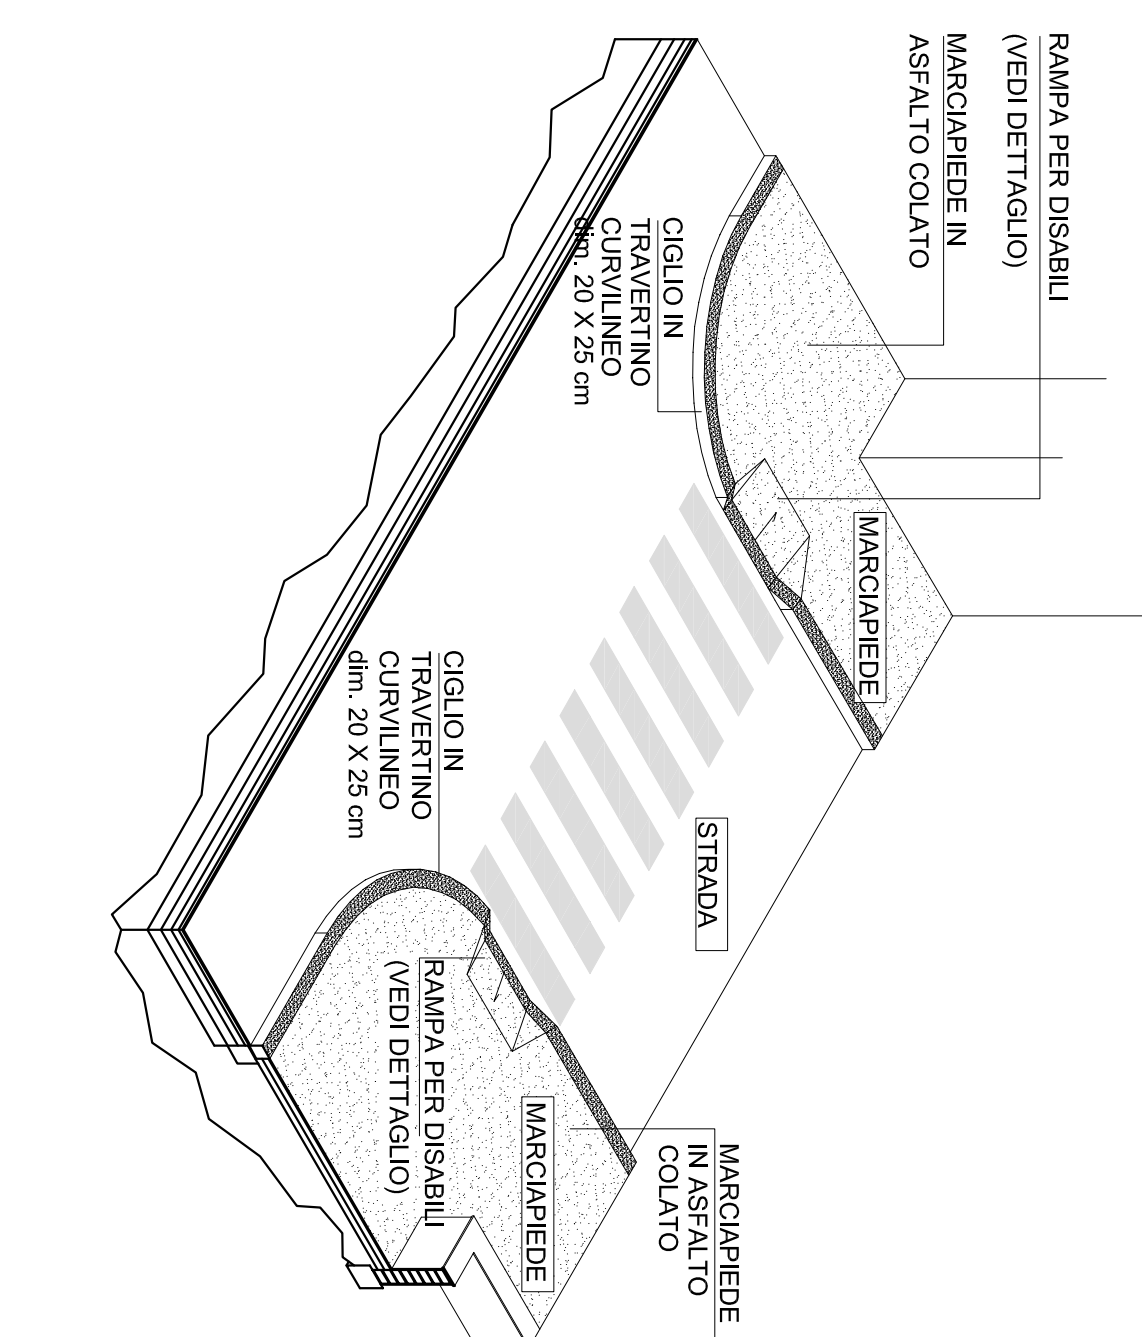 RAMPA PER DISABILI
(VEDI DETTAGLIO)
MARCIAPIEDE IN
ASFALTO COLATO
CIGLIO IN
TRAVERTINO
CURVILINEO
dim. 20 X 25 cm
MARCIAPIEDE
STRADA
CIGLIO IN
TRAVERTINO
CURVILINEO
dim. 20 X 25 cm
RAMPA PER DISABILI
(VEDI DETTAGLIO)
MARCIAPIEDE
MARCIAPIEDE
IN ASFALTO
COLATO